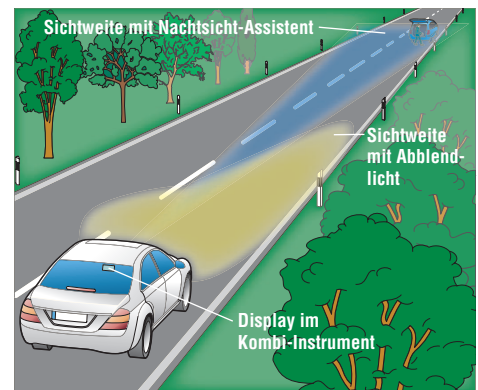 Sichtweite mit Nachtsicht-Assistent
Sichtweite
mit Abblend-
licht
Display im
Kombi-Instrument